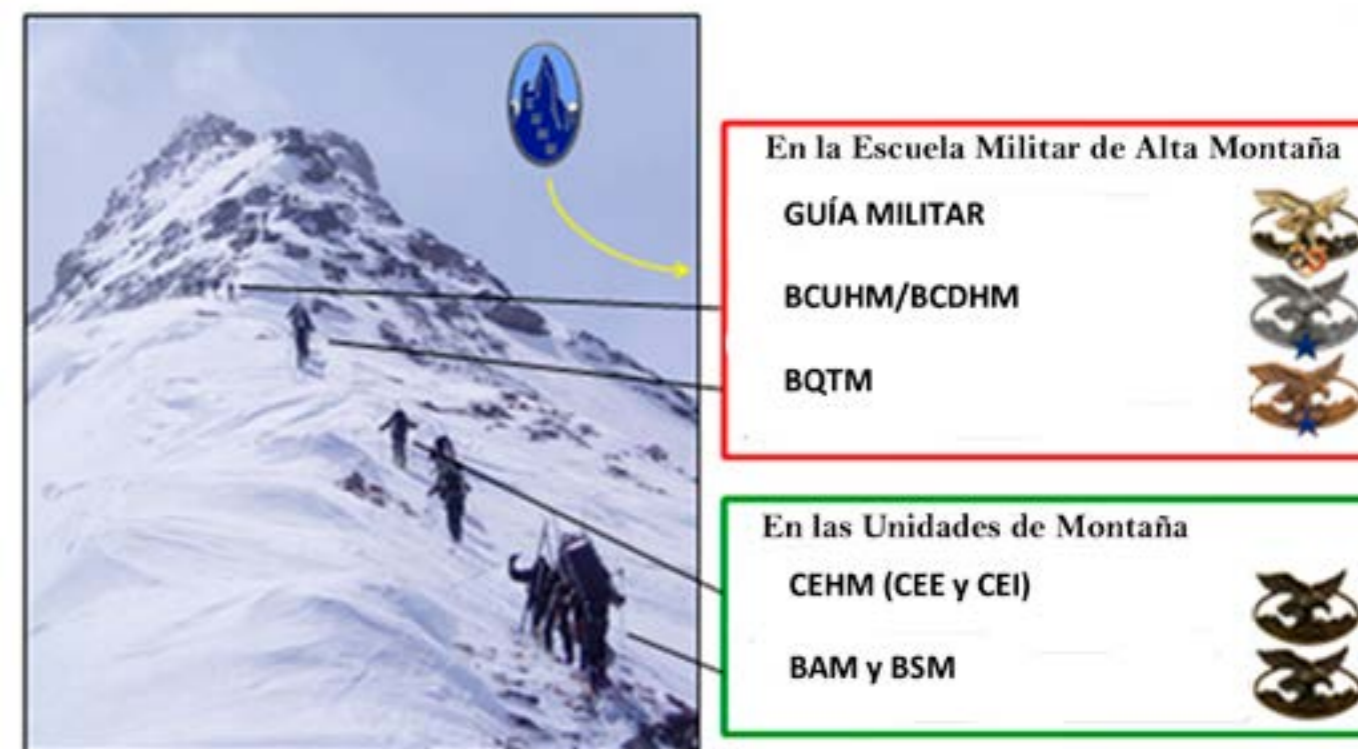 En la Escuela Militar de Alta Montaña
GUÍA MILITAR
BCUHM/BCDHM
BQTM
En las Unidades de Montaña
CEHM (CEE y CEI)
BAM y BSM